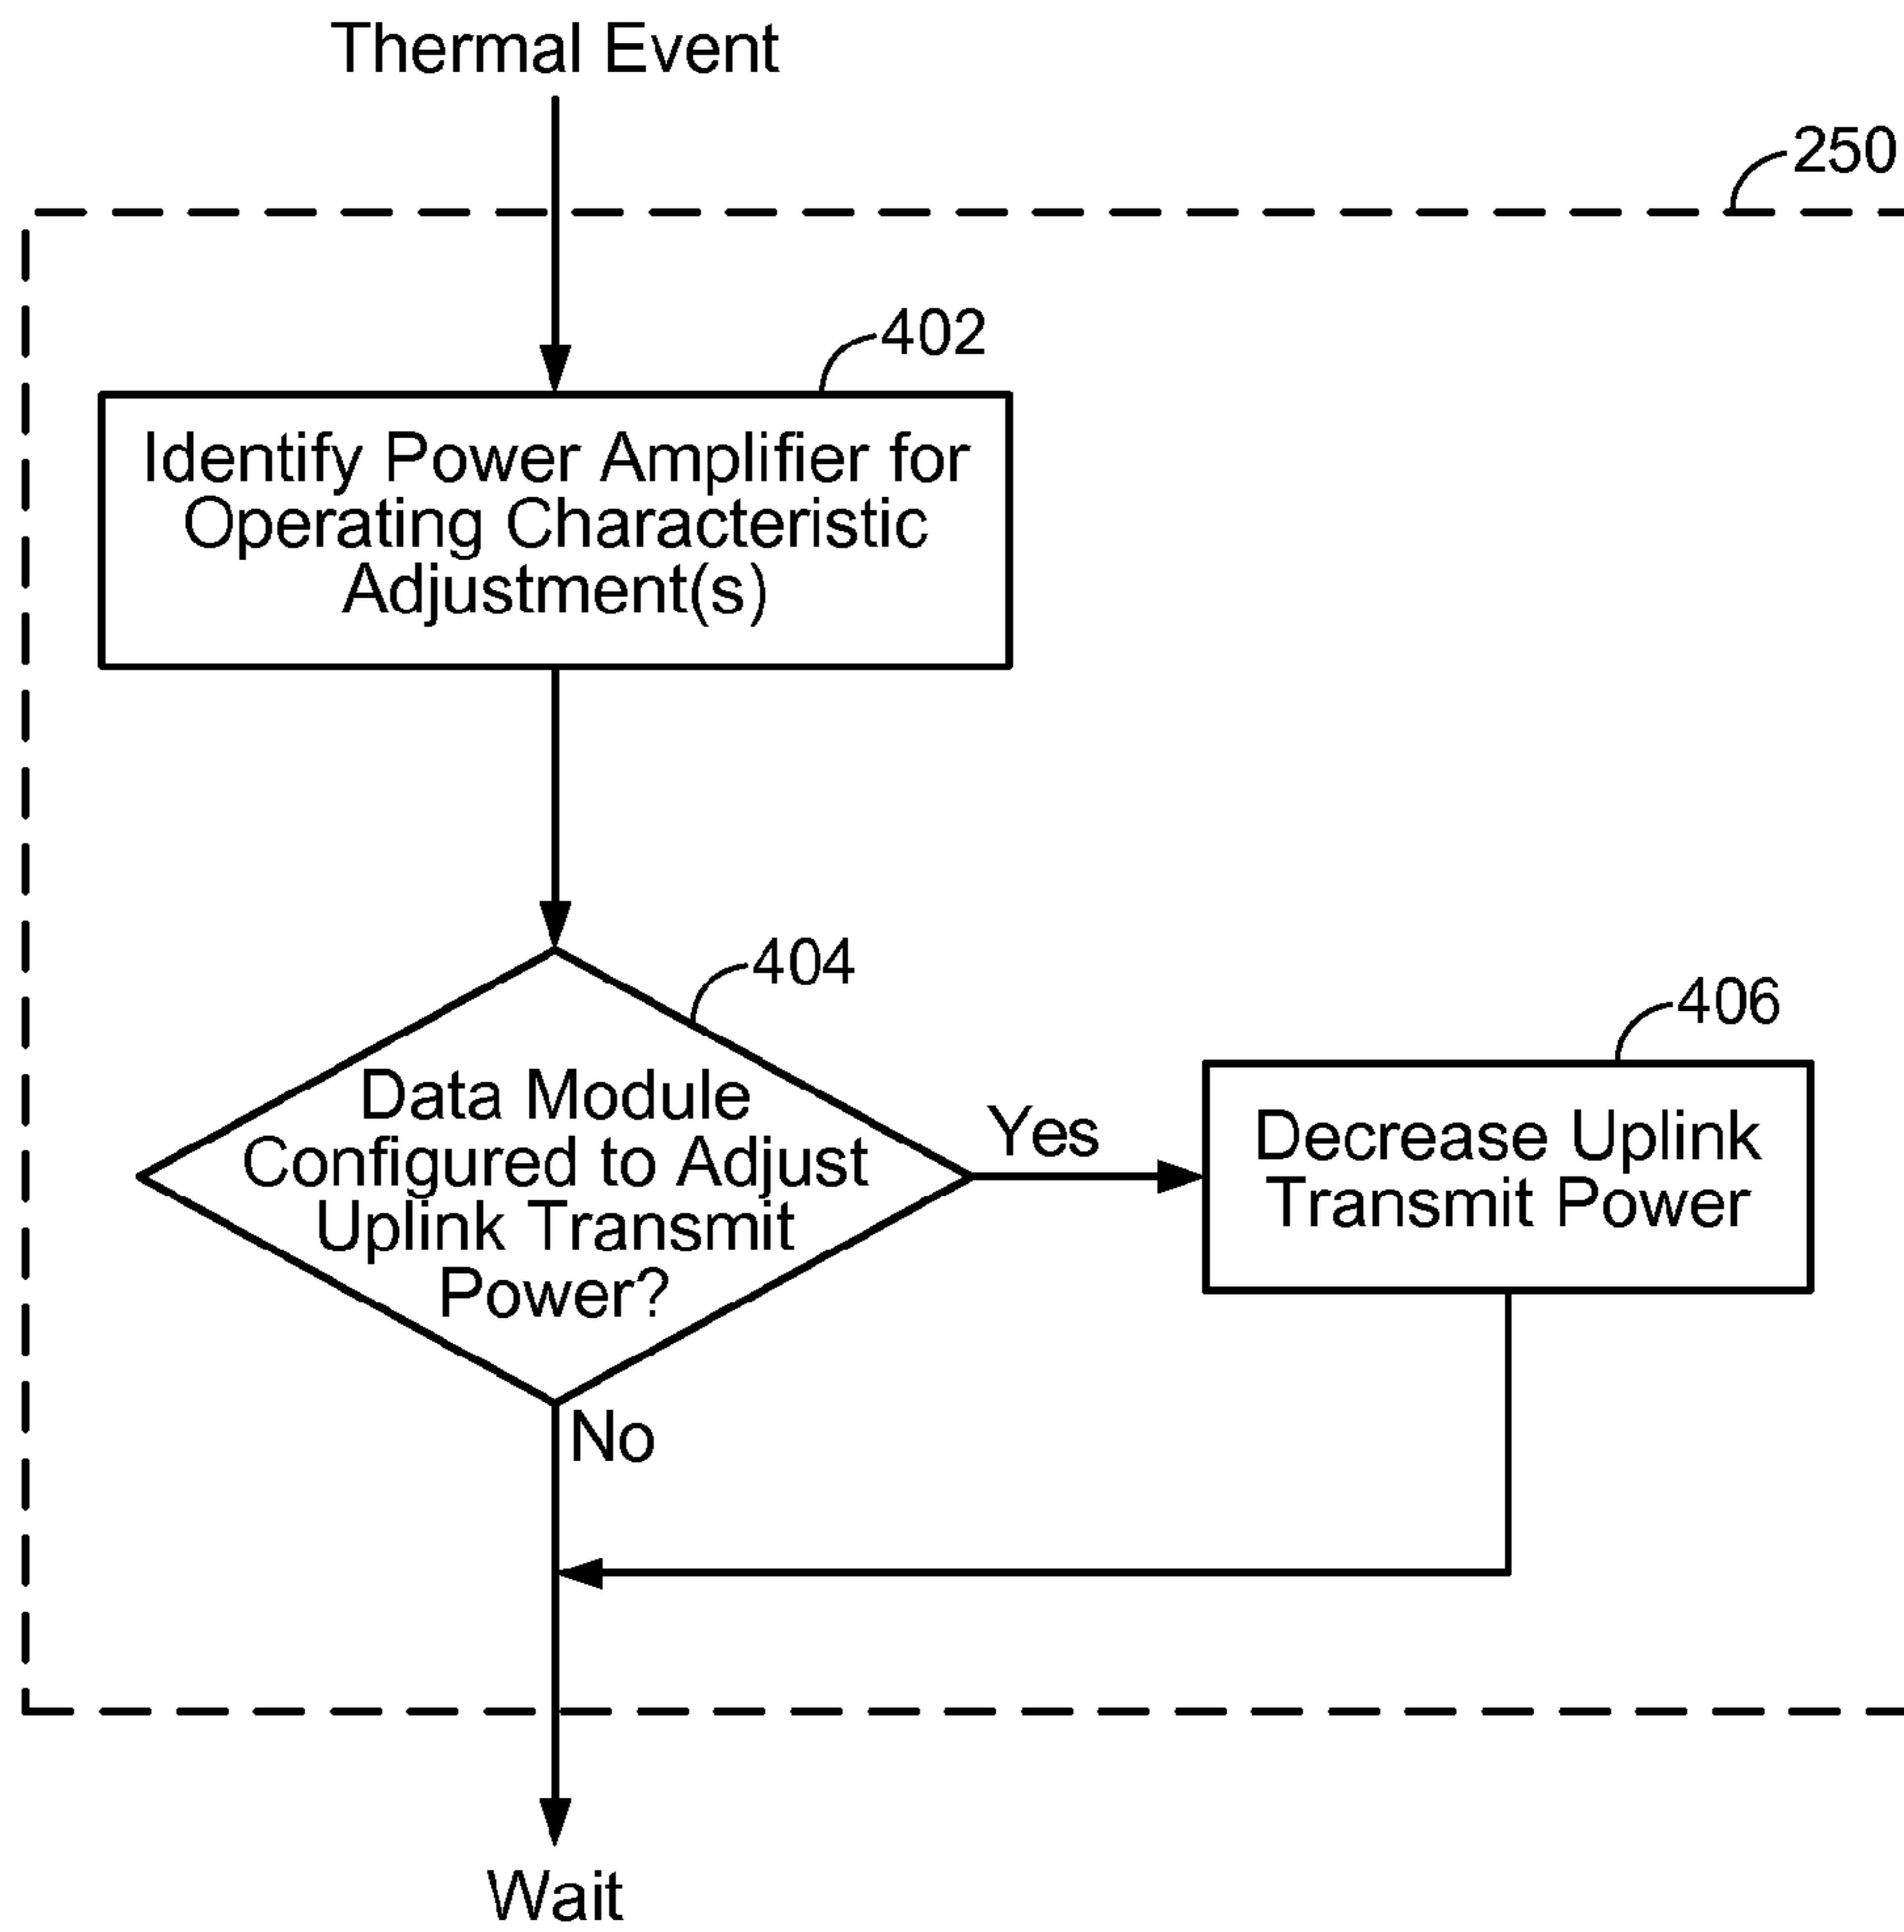 Thermal Event
250
402
Identify Power Amplifier for
Operating Characteristic
Adjustment(s)
404
Data Module
Configured to Adjust
Uplink Transmit
Power?
Yes
406
Decrease Uplink
Transmit Power
No
Wait